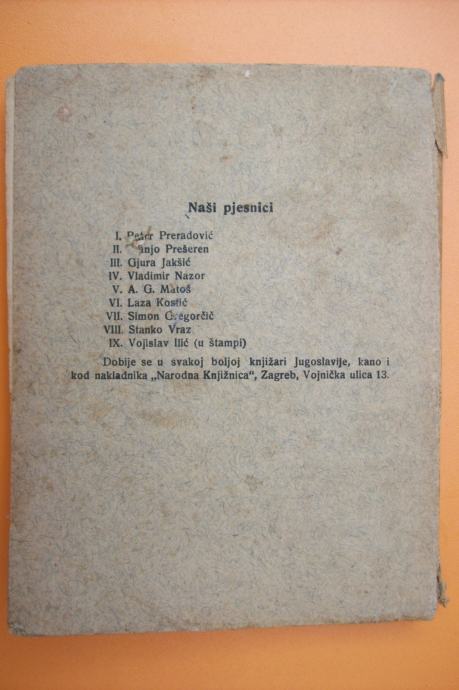 Naši pjesnici
I. Petar Preradović
II. Franjo Prešeren
III. Gjura Jakšić
IV. Vladimir Nazor
V. A. G. Matoš
VI. Laza Kostić
VII. Simon Gregorčič
VIII. Stanko Vraz
IX. Vojislav Ilić (u štampi)
Dobije se u svakoj boljoj knjižari Jugoslavije, kano i
kod nakladnika „Narodna Knjižnica“, Zagreb, Vojnička ulica 13.